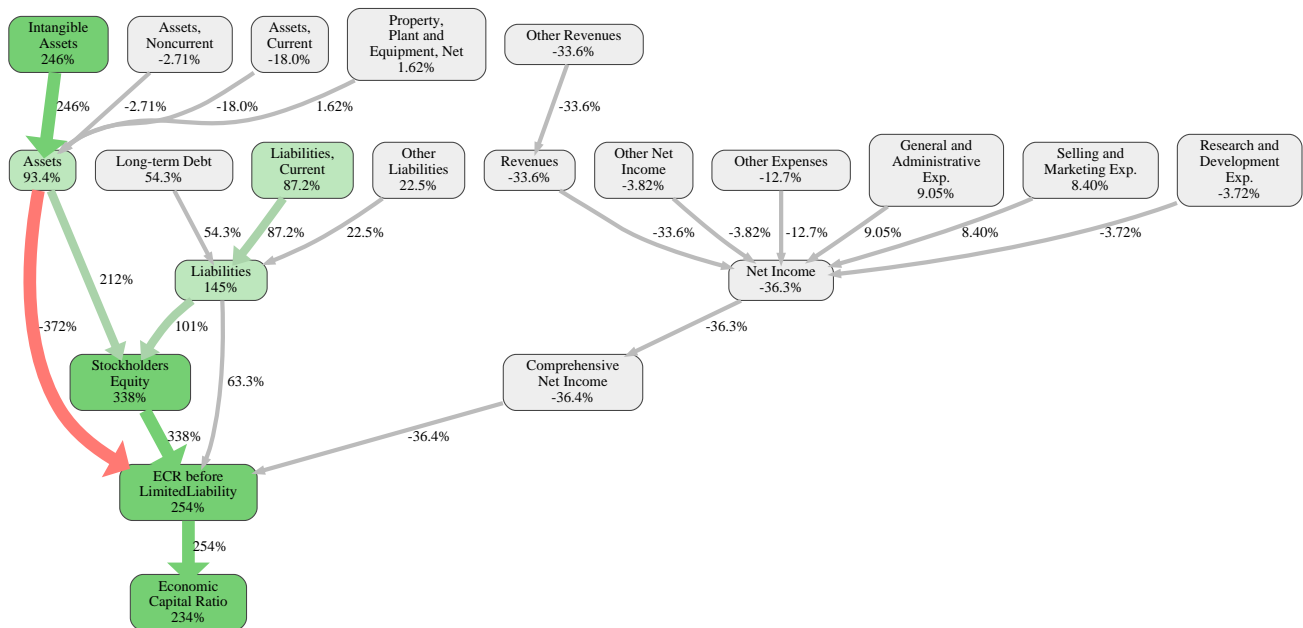 Intangible
Assets
246%
Assets,
Noncurrent
-2.71%
Assets,
Current
-18.0%
Property,
Plant and
Equipment, Net
1.62%
Other Revenues
-33.6%
246%
-2.71%
-18.0%
1.62%
-33.6%
Assets
93.4%
Long-term Debt
54.3%
Liabilities,
Current
87.2%
Other
Liabilities
22.5%
Revenues
-33.6%
Other Net
Income
-3.82%
Other Expenses
-12.7%
General and
Administrative
Exp.
9.05%
Selling and
Marketing Exp.
8.40%
Research and
Development
Exp.
-3.72%
54.3%
87.2%
22.5%
-33.6%
-3.82%
-12.7%
9.05%
8.40%
-3.72%
212%
Liabilities
145%
Net Income
-36.3%
-372%
101%
-36.3%
63.3%
Stockholders
Equity
338%
Comprehensive
Net Income
-36.4%
338%
-36.4%
ECR before
LimitedLiability
254%
254%
Economic
Capital Ratio
234%